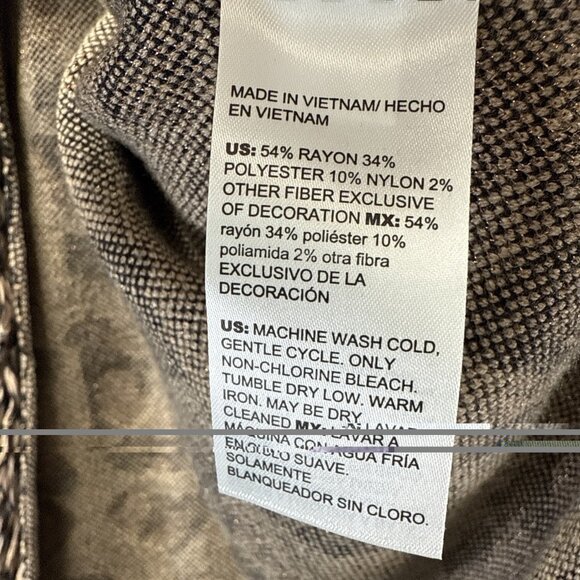 MADE IN VIETNAM/ HECHO
EN VIETNAM
US: 54% RAYON 34%
POLYESTER 10% NYLON 2%
OTHER FIBER EXCLUSIVE
OF DECORATION MX: 54%
rayón 34% poliéster 10%
poliamida 2% otra fibra
EXCLUSIVO DE LA
DECORACIÓN
US: MACHINE WASH COLD,
GENTLE CYCLE. ONLY
NON-CHLORINE BLEACH.
TUMBLE DRY LOW. WARM
IRON. MAY BE DRY
CLEANED MX: LAVAR A
MÁQUINA CON AGUA FRÍA
SUAVE.
SOLAMENTE
BLANQUEADOR SIN CLORO.